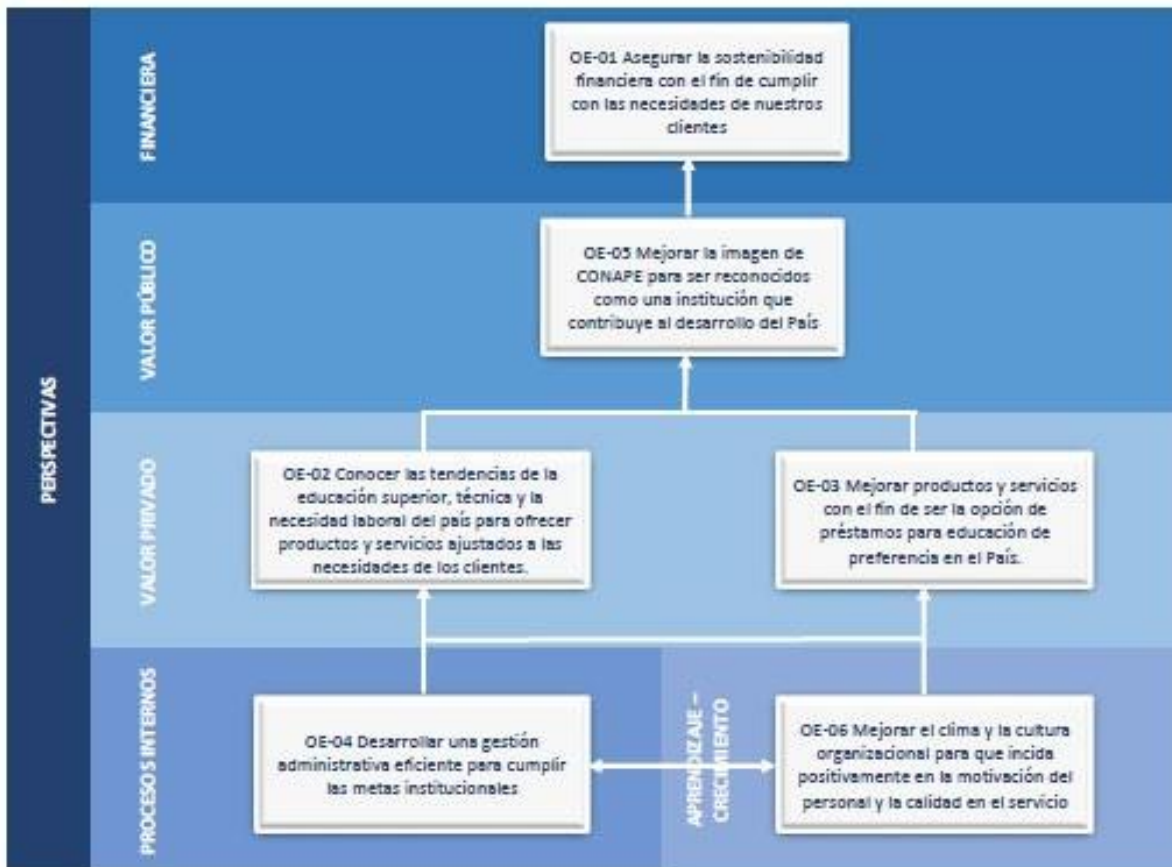 PERSPECTIVAS
FINANCIERA
OE-01 Asegurar la sostenibilidad
financiera con el fin de cumplir
con las necesidades de nuestros
clientes
VALOR PÚBLICO
OE-05 Mejorar la imagen de
CONAPE para ser reconocidos
como una institución que
contribuye al desarrollo del País
VALOR PRIVADO
OE-02 Conocer las tendencias de la
educación superior, técnica y la
necesidad laboral del país para ofrecer
productos y servicios ajustados a las
necesidades de los clientes.
OE-03 Mejorar productos y servicios
con el fin de ser la opción de
préstamos para educación de
preferencia en el País.
PROCESOS INTERNOS
OE-04 Desarrollar una gestión
administrativa eficiente para cumplir
las metas institucionales
APRENDIZAJE –
CRECIMIENTO
OE-06 Mejorar el clima y la cultura
organizacional para que incida
positivamente en la motivación del
personal y la calidad en el servicio